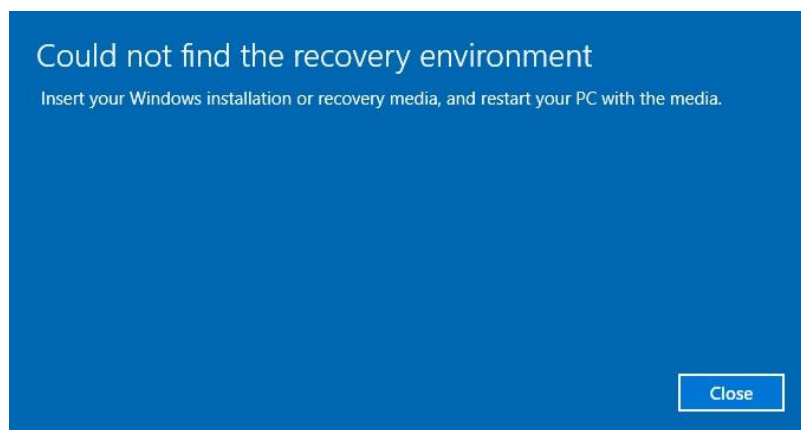 Could not find the recovery environment
Insert your Windows installation or recovery media, and restart your PC with the media.
Close